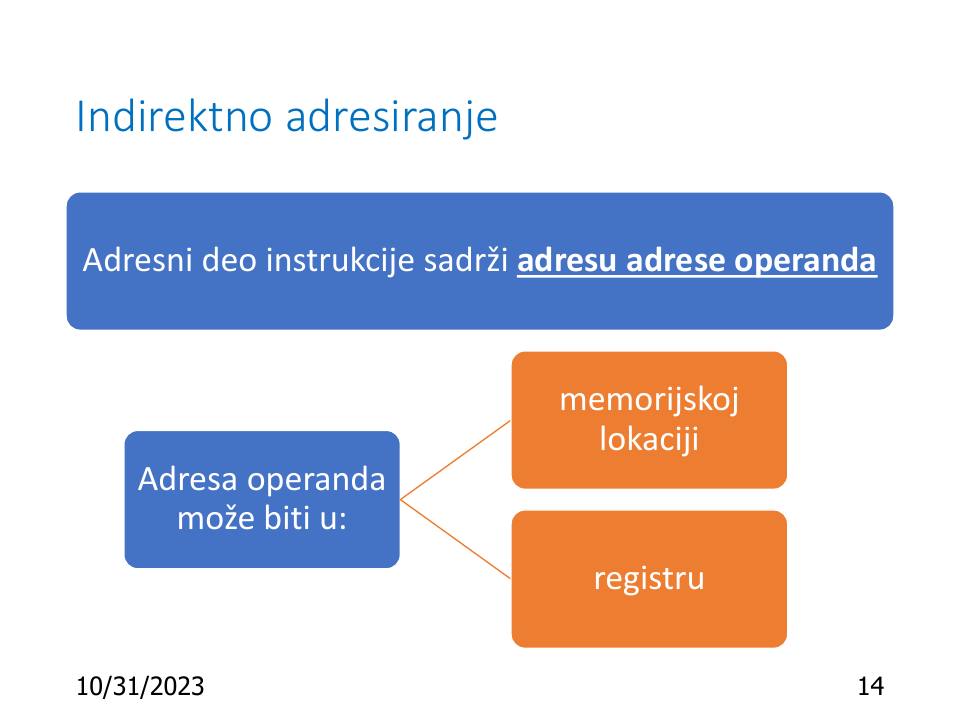 Indirektno adresiranje
Adresni deo instrukcije sadrži adresu adrese operanda
Adresa operanda
može biti u:
memorijskoj
lokaciji
registru
10/31/2023
14